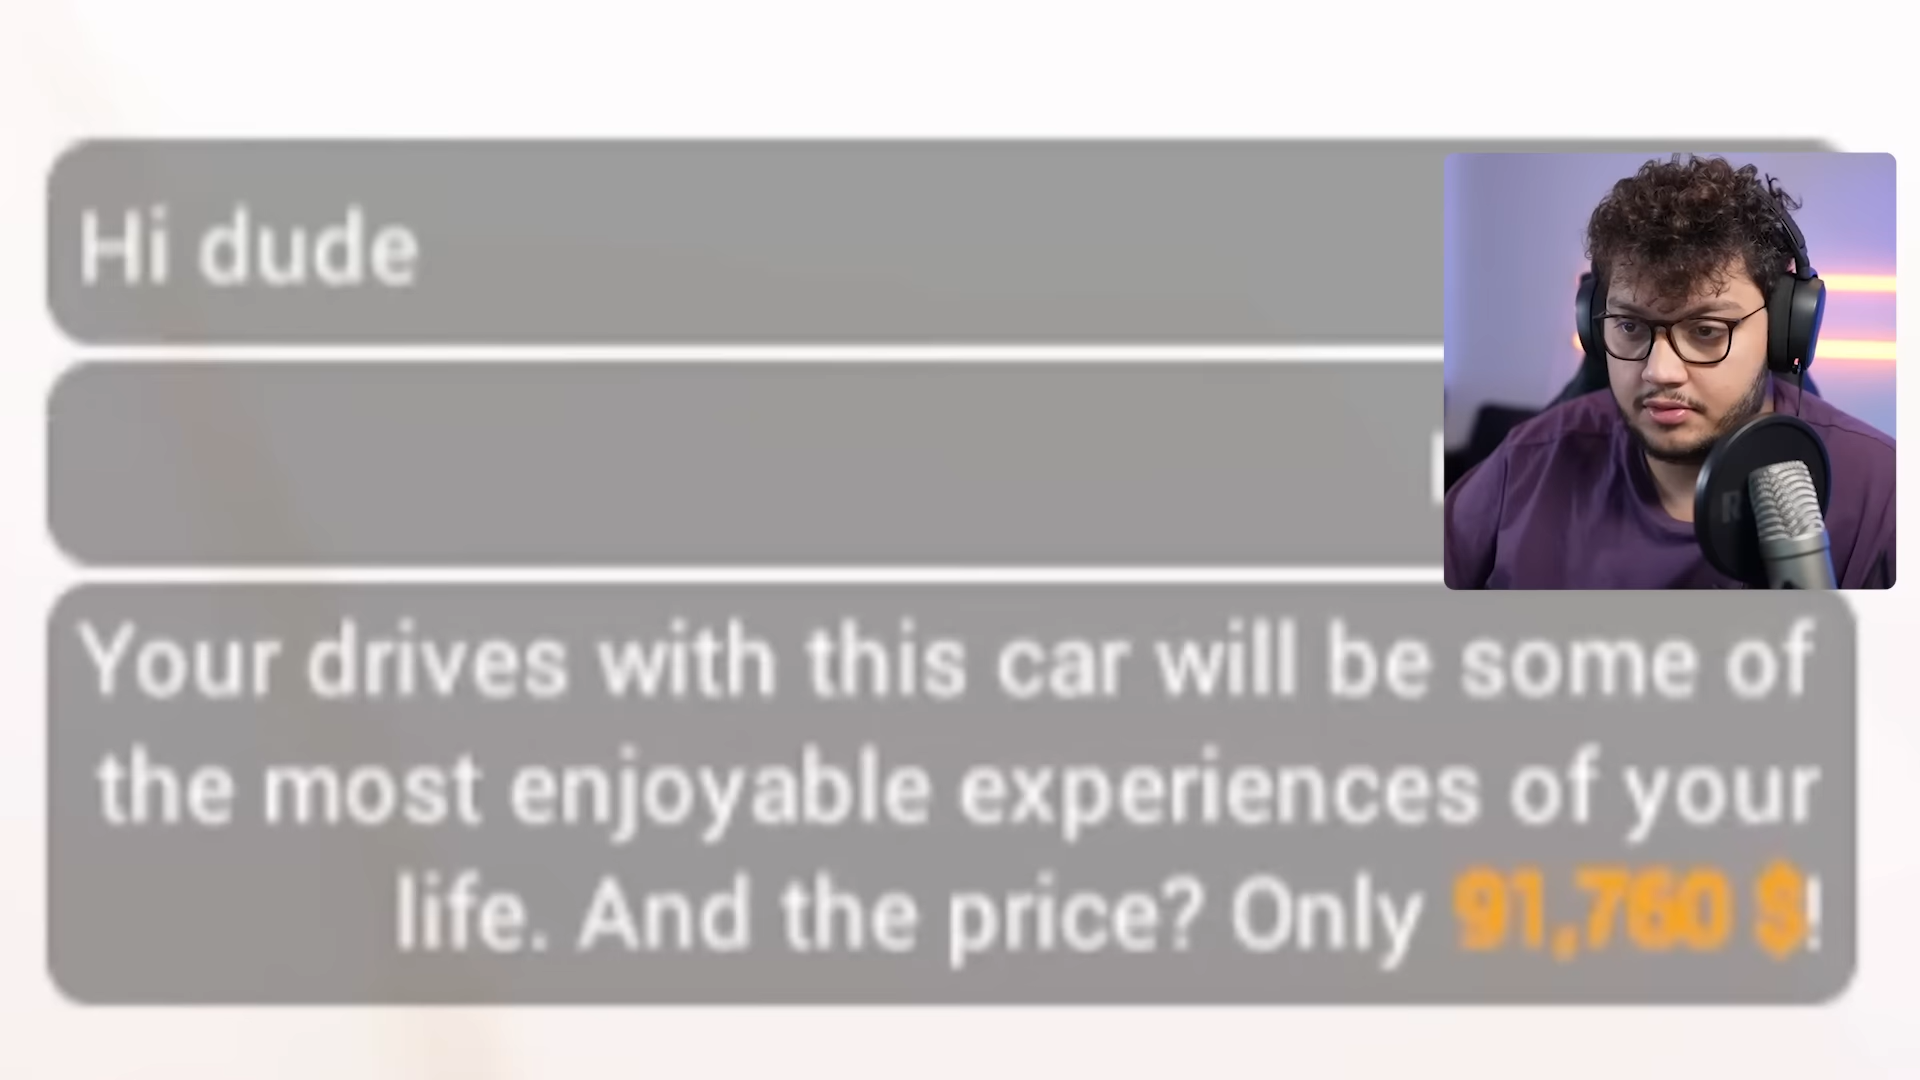 Hi dude
Your drives with this car will be some of
the most enjoyable experiences of your
life. And the price? Only 91,760 $!